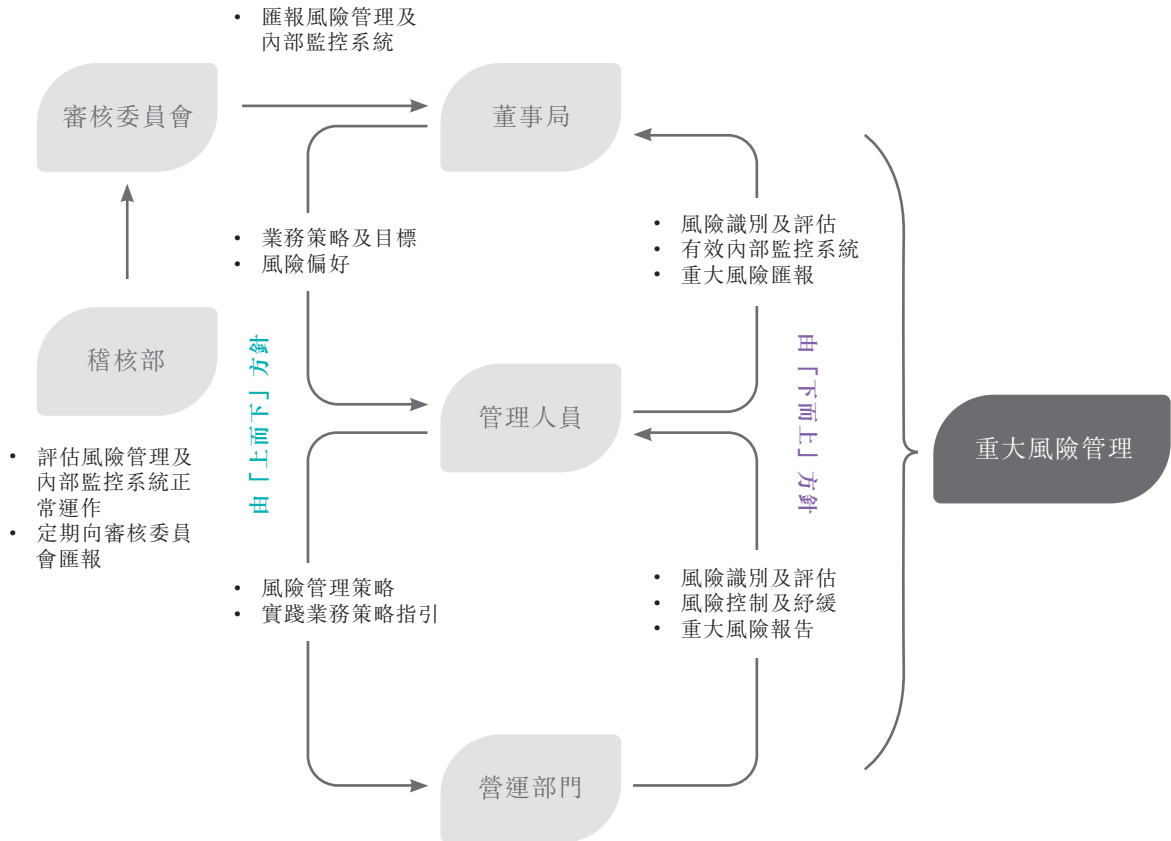 • 匯報風險管理及
內部監控系統
審核委員會
董事局
• 業務策略及目標
• 風險偏好
• 風險識別及評估
• 有效內部監控系統
• 重大風險匯報
稽核部
由「上而下」方針
由「下而上」方針
管理人員
重大風險管理
• 評估風險管理及
內部監控系統正
常運作
• 定期向審核委員
會匯報
• 風險管理策略
• 實踐業務策略指引
• 風險識別及評估
• 風險控制及紓緩
• 重大風險報告
營運部門